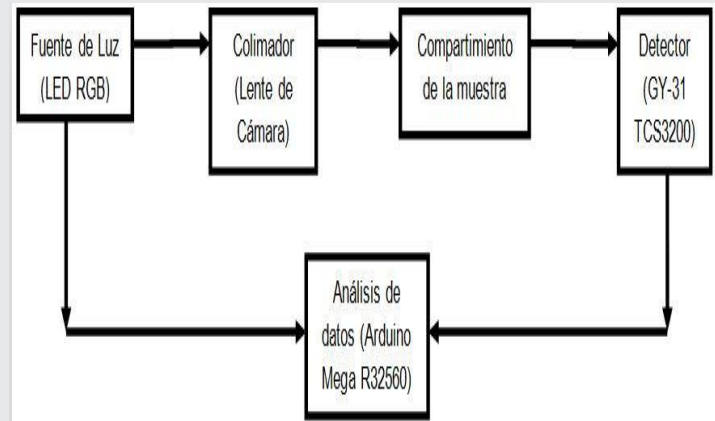 Fuente de Luz
(LED RGB)
Colimador
(Lente de
Cámara)
Compartimiento
de la muestra
Detector
(GY-31
TCS3200)
Análisis de
datos (Arduino
Mega R32560)